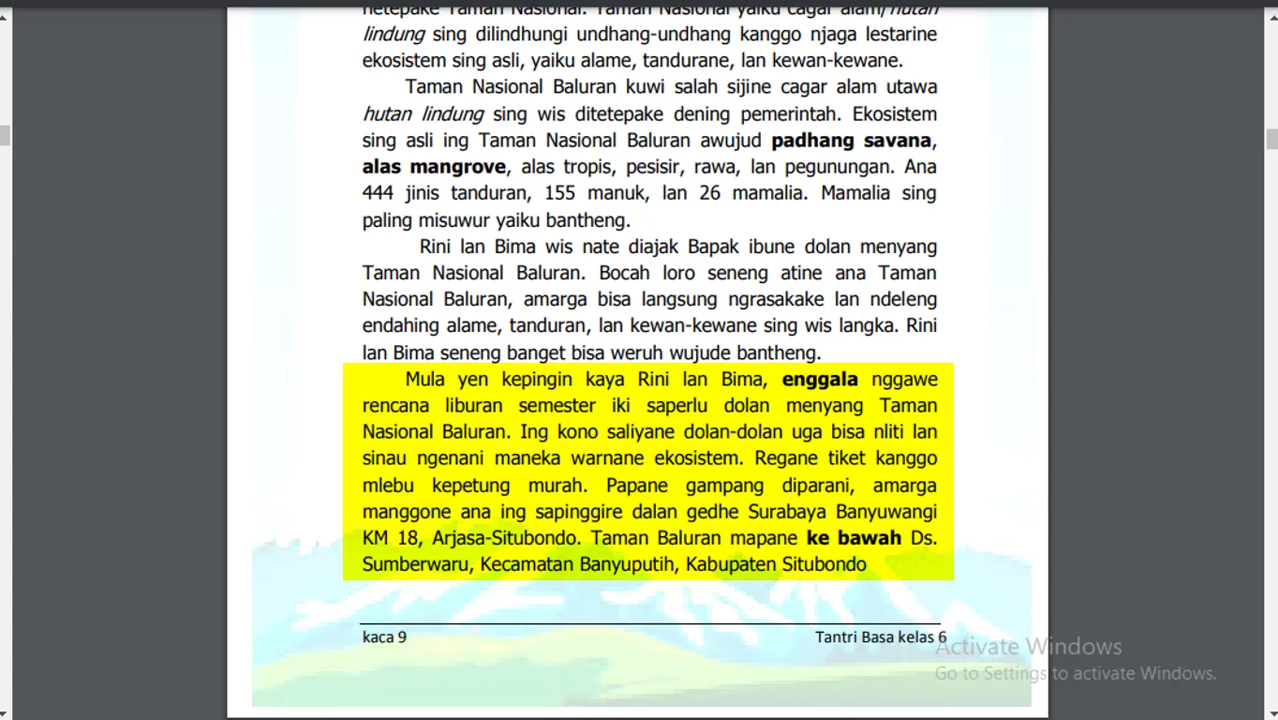 netepake Taman Nasional. Taman Nasional yaiku cagar alam/hutan
lindung sing dilindhungi undhang-undhang kanggo njaga lestarine
ekosistem sing asli, yaiku alame, tandurane, lan kewan-kewane.
Taman Nasional Baluran kuwi salah sijine cagar alam utawa
hutan lindung sing wis ditetepake dening pemerintah. Ekosistem
sing asli ing Taman Nasional Baluran awujud padhang savana,
alas mangrove, alas tropis, pesisir, rawa, lan pegunungan. Ana
444 jinis tanduran, 155 manuk, lan 26 mamalia. Mamalia sing
paling misuwur yaiku bantheng.
Rini lan Bima wis nate diajak Bapak ibune dolan menyang
Taman Nasional Baluran. Bocah loro seneng atine ana Taman
Nasional Baluran, amarga bisa langsung ngrasakake lan ndeleng
endahing alame, tanduran, lan kewan-kewane sing wis langka. Rini
lan Bima seneng banget bisa weruh wujude bantheng.
Mula yen kepingin kaya Rini lan Bima, enggala nggawe
rencana liburan semester iki saperlu dolan menyang Taman
Nasional Baluran. Ing kono saliyane dolan-dolan uga bisa nliti lan
sinau ngenani maneka warnane ekosistem. Regane tiket kanggo
mlebu kepetung murah. Papane gampang diparani, amarga
manggone ana ing sapinggire dalan gedhe Surabaya Banyuwangi
KM 18, Arjasa-Situbondo. Taman Baluran mapane ke bawah Ds.
Sumberwaru, Kecamatan Banyuputih, Kabupaten Situbondo
kaca 9 Tantri Basa kelas 6
Activate Windows
Go to Settings to activate Windows.